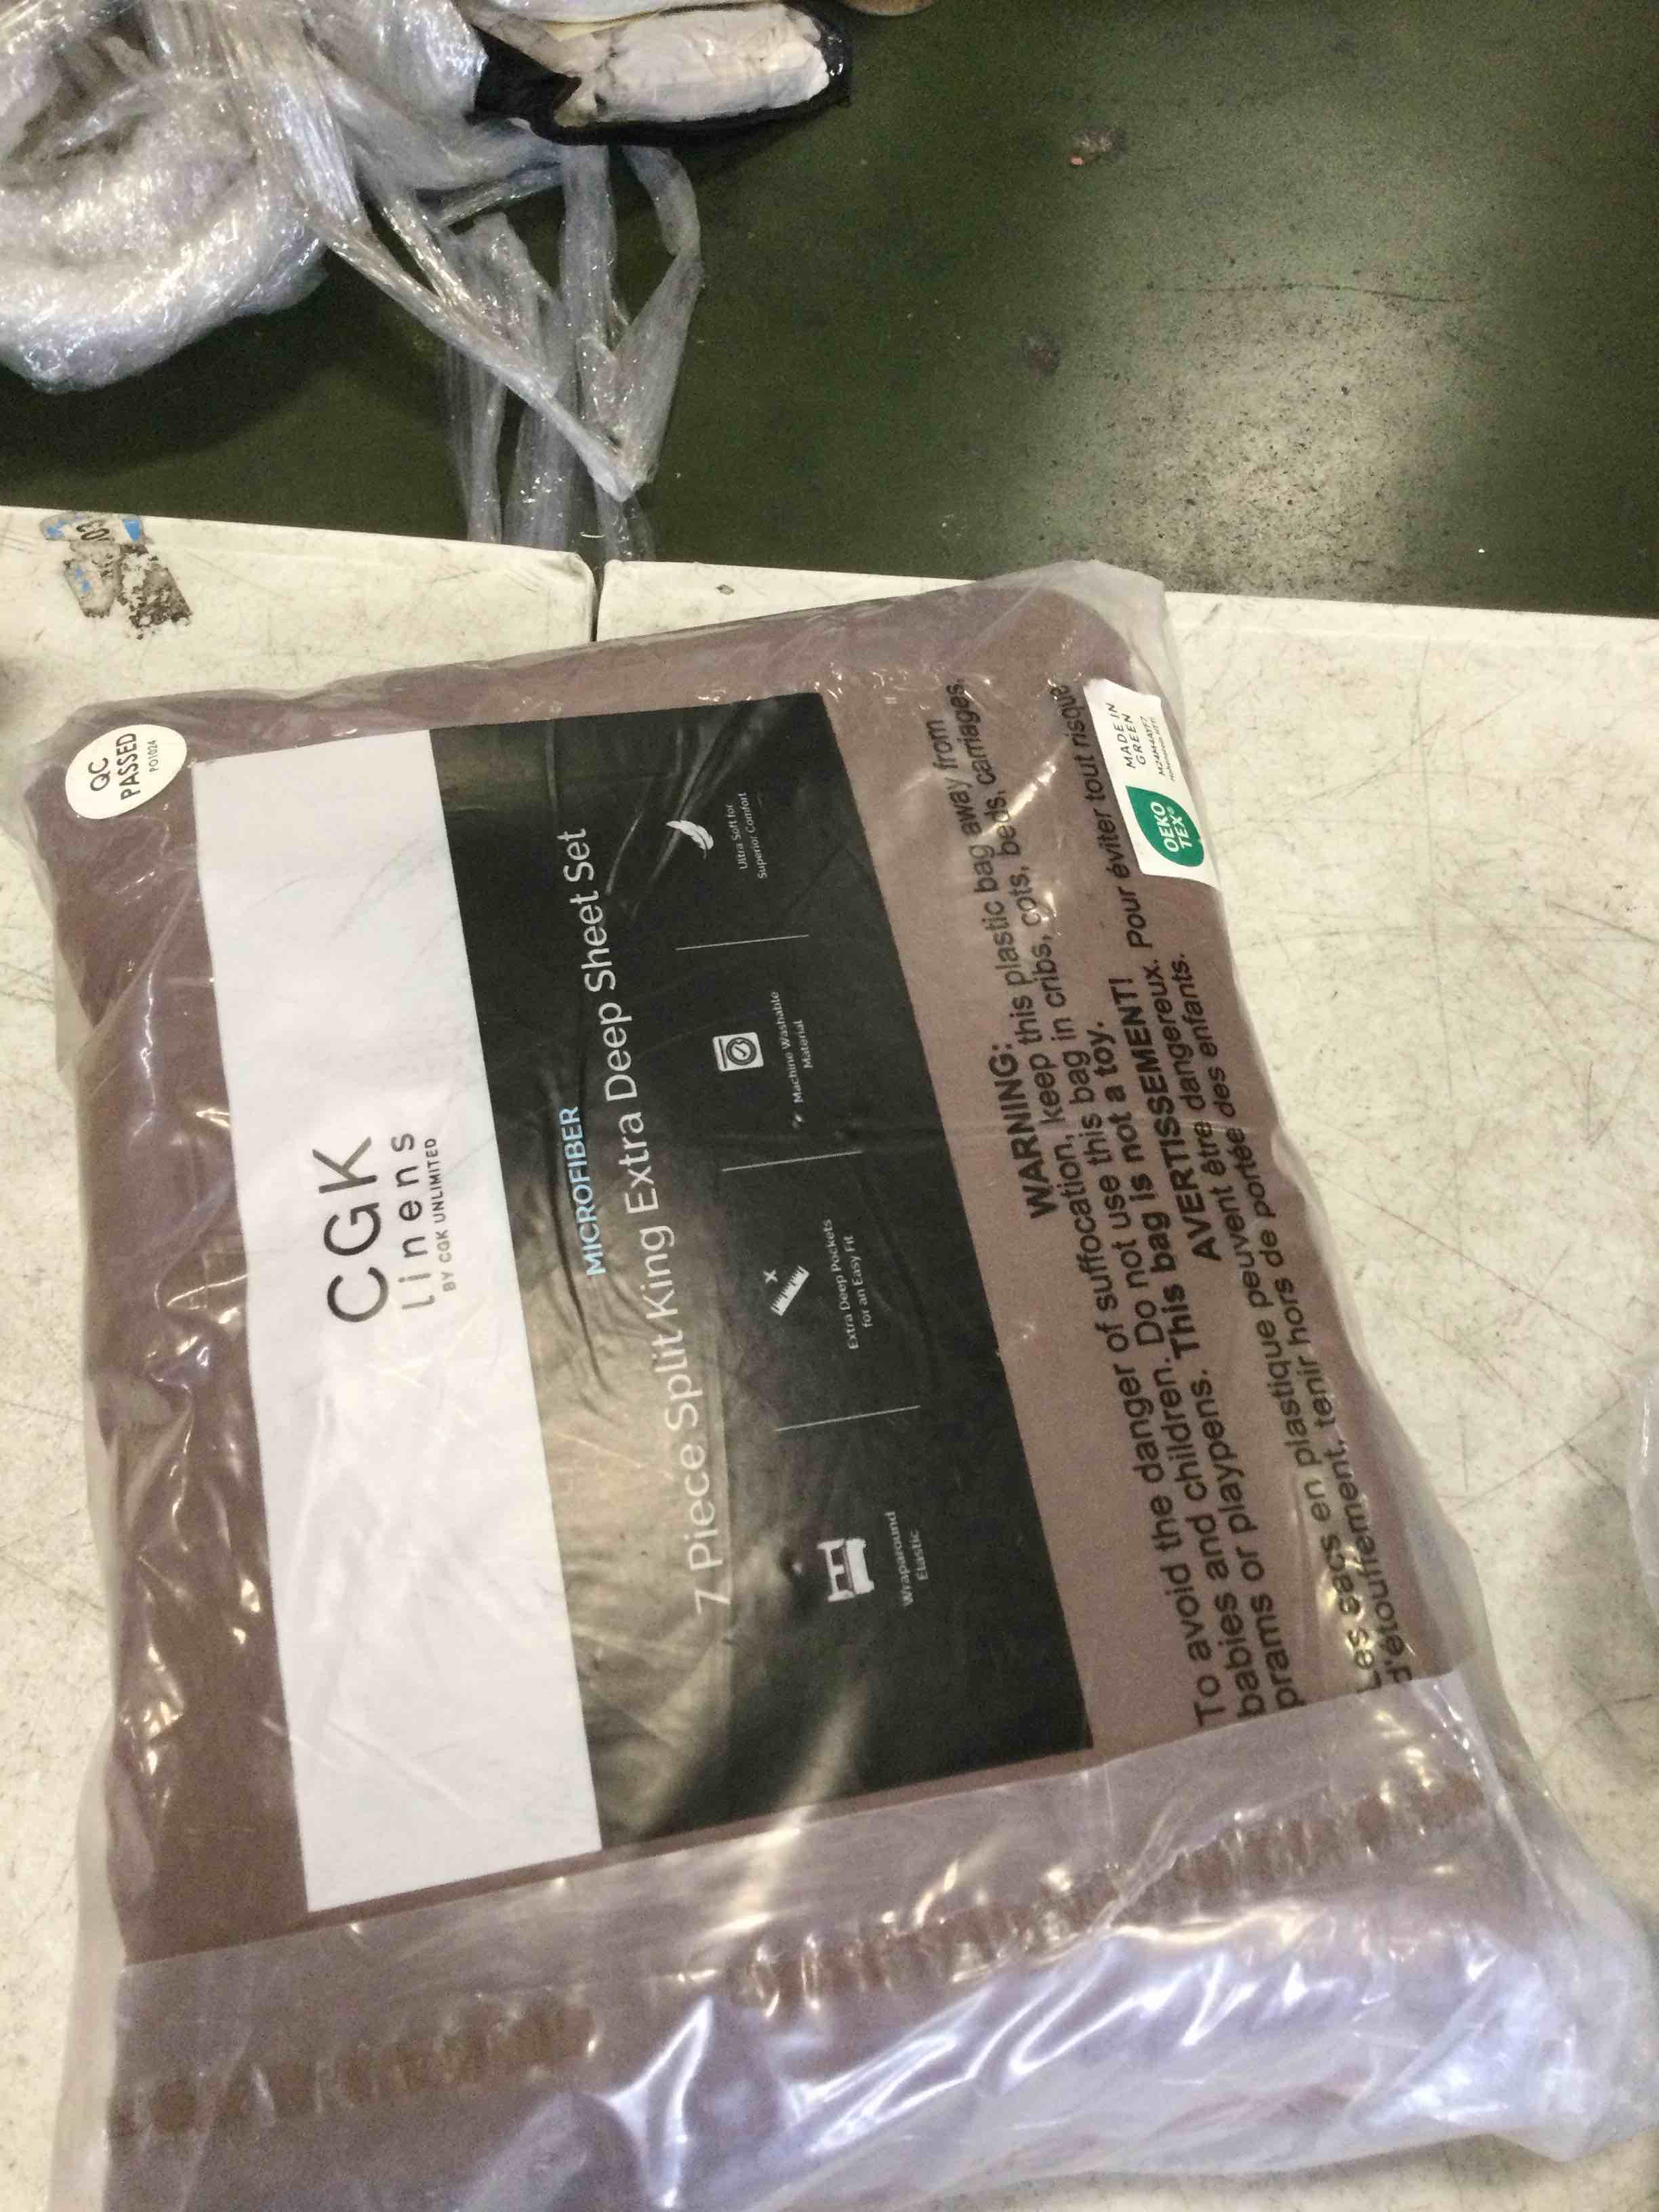 QC
PASSED
PO1024
CGK
linens
BY CGK UNLIMITED
MICROFIBER
7 Piece Split King Extra Deep Sheet Set
Wraparound
Elastic
X
Extra Deep Pockets
for an Easy Fit
Machine Washable
Material
Ultra Soft for
Superior Comfort
WARNING:
To avoid the danger of suffocation, keep this plastic bag away from
babies and children. Do not use this bag in cribs, cots, beds, carriages,
prams or playpens. This bag is not a toy.
AVERTISSEMENT!
Les sacs en plastique peuvent être dangereux. Pour éviter tout risque
d'étouffement, tenir hors de portée des enfants.
OEKO
TEX®
MADE IN
GREEN
03